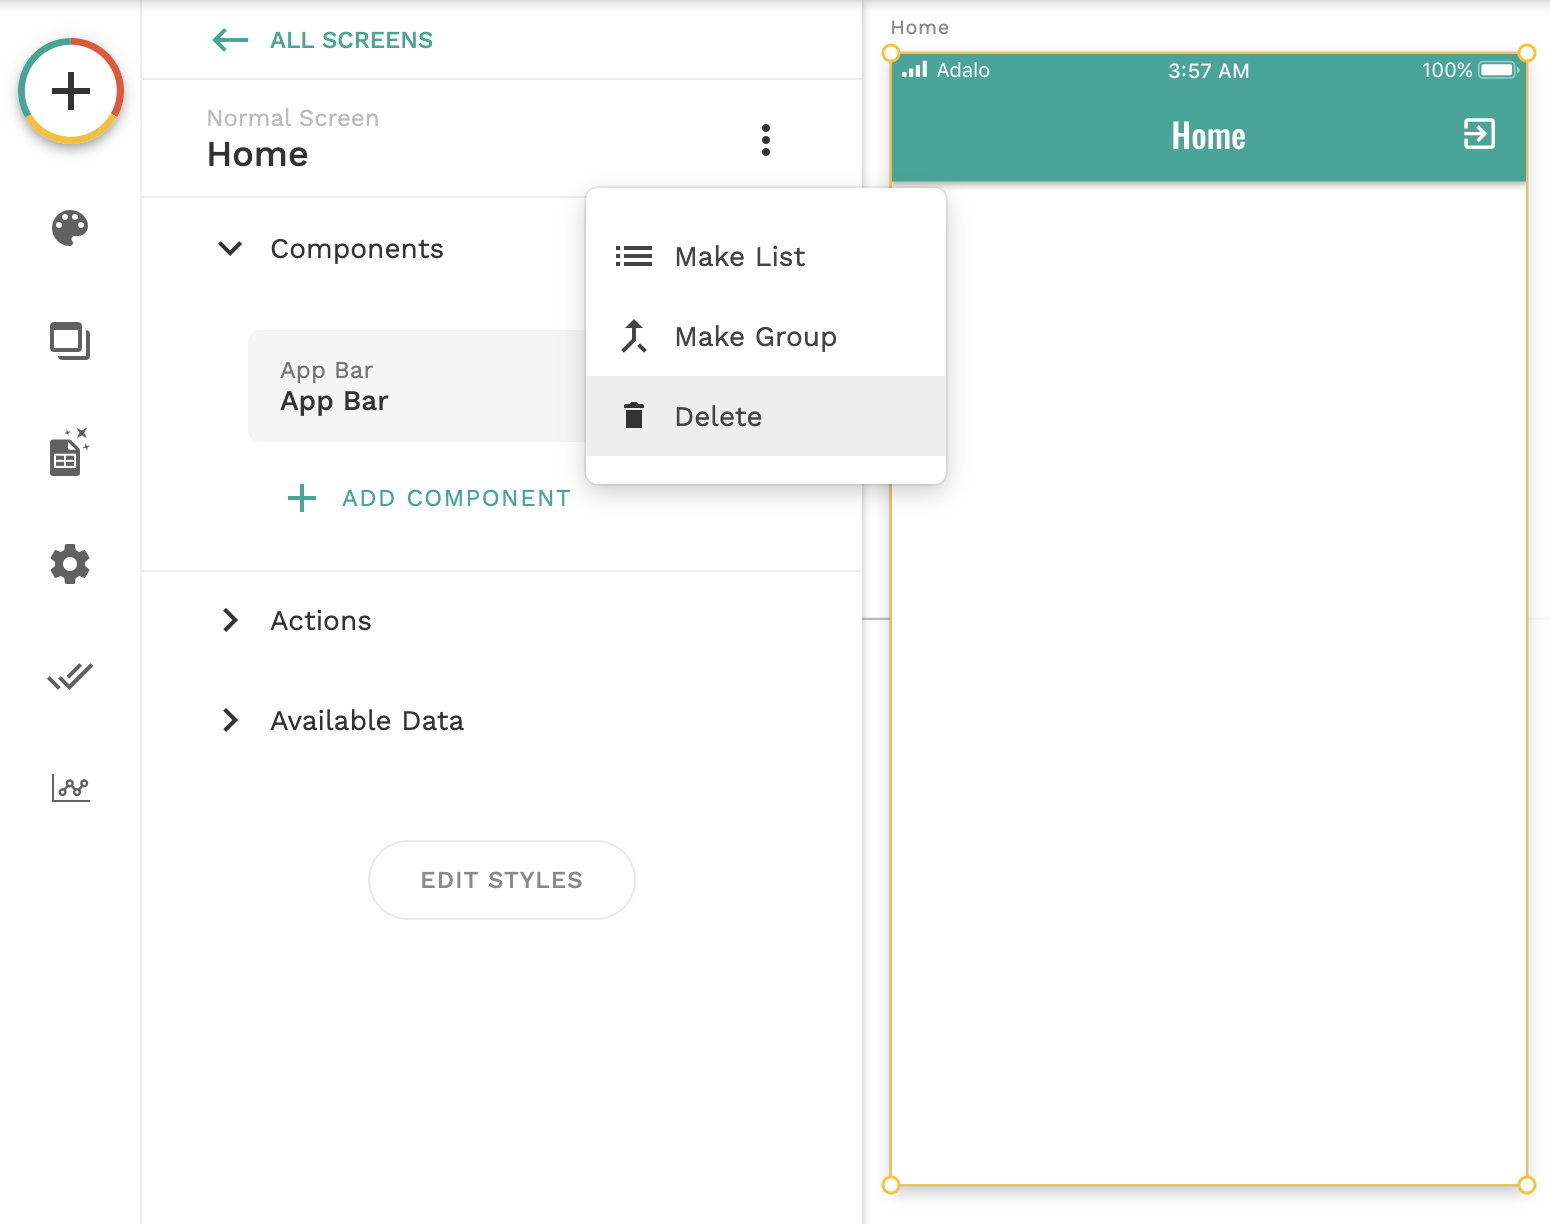 ALL SCREENS
Normal Screen
Home
Components
App Bar
App Bar
ADD COMPONENT
Make List
Make Group
Delete
Actions
Available Data
EDIT STYLES
Home
Adalo 3:57 AM 100%
Home